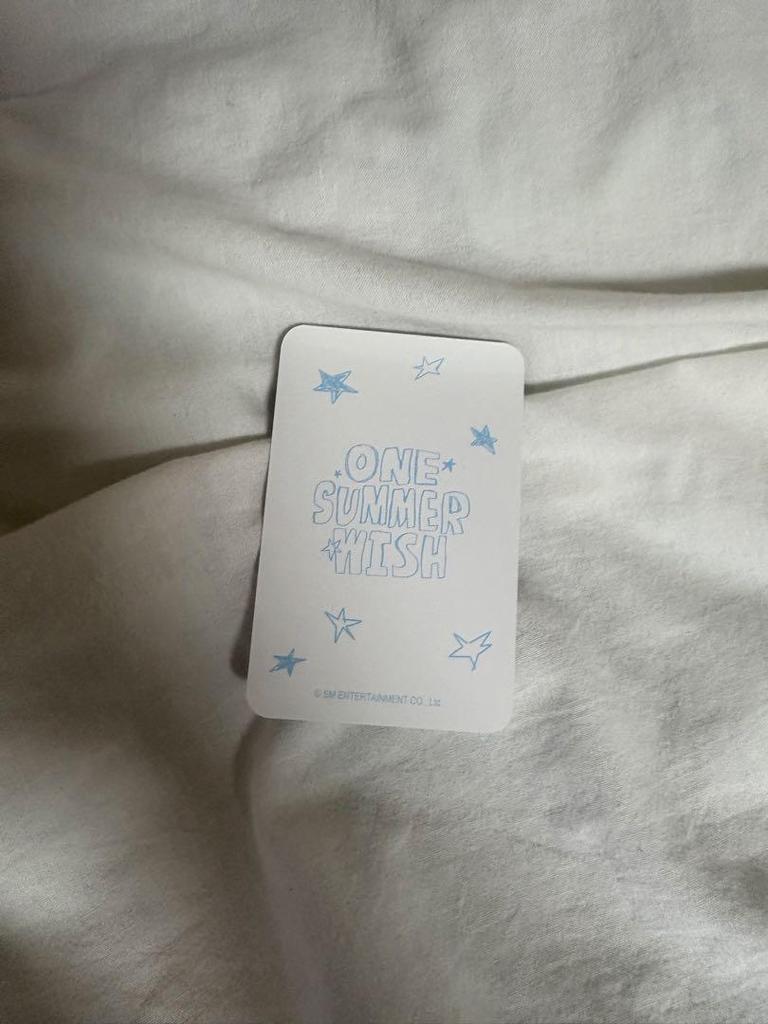 ONE
SUMMER
WISH
© SM ENTERTAINMENT CO., Ltd.